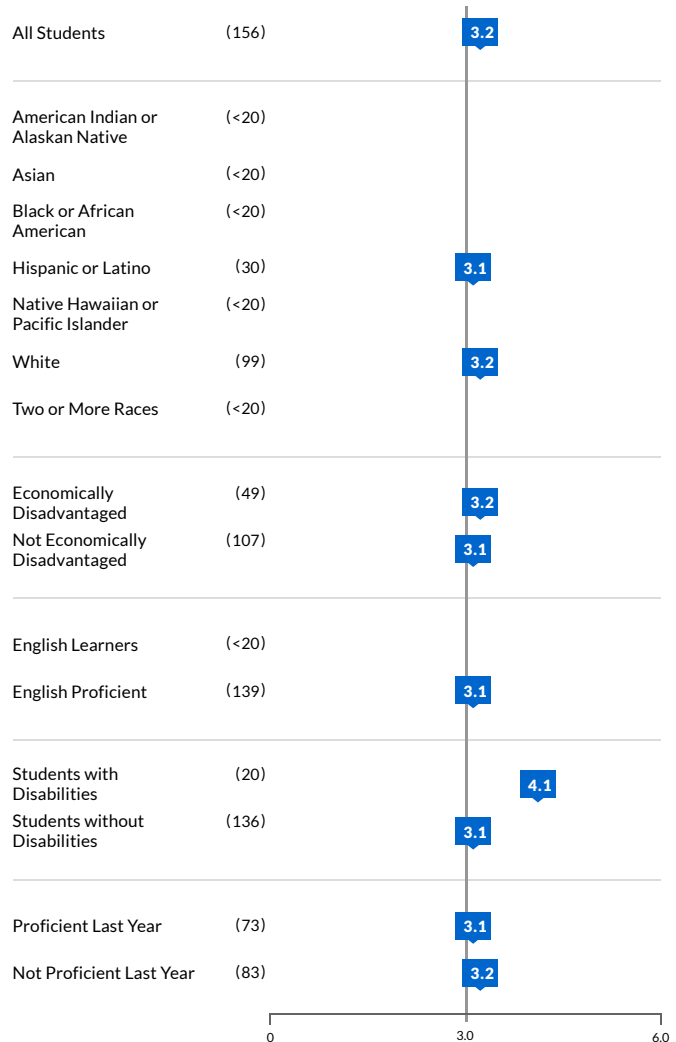 All Students (156) 3.2
American Indian or (<20)
Alaskan Native
Asian (<20)
Black or African (<20)
American
Hispanic or Latino (30) 3.1
Native Hawaiian or (<20)
Pacific Islander
White (99) 3.2
Two or More Races (<20)
Economically (49) 3.2
Disadvantaged
Not Economically (107) 3.1
Disadvantaged
English Learners (<20)
English Proficient (139) 3.1
Students with (20) 4.1
Disabilities
Students without (136) 3.1
Disabilities
Proficient Last Year (73) 3.1
Not Proficient Last Year (83) 3.2
0 3.0 6.0